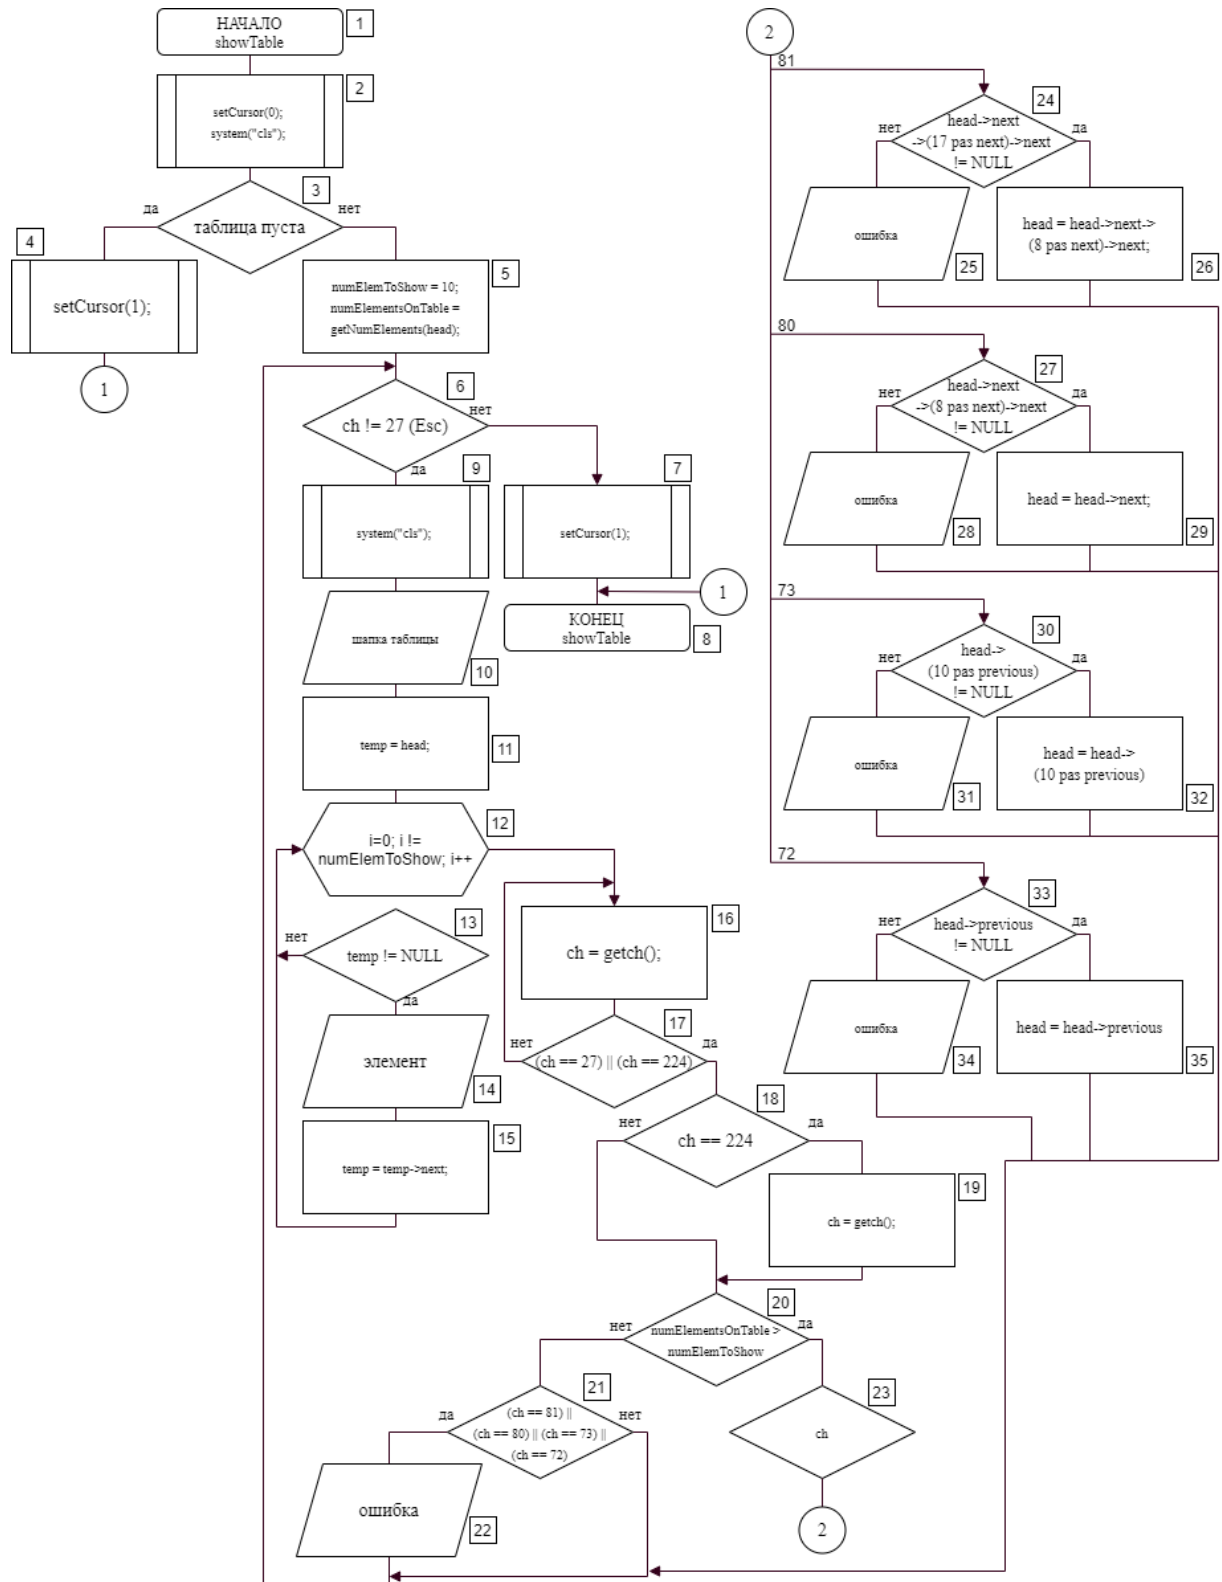 НАЧАЛО
showTable
1
setCursor(0);
system("cls");
2
таблица пуста
3
да
нет
setCursor(1);
4
1
numElemToShow = 10;
numElementsOnTable =
getNumElements(head);
5
ch != 27 (Esc)
6
нет
да
setCursor(1);
7
1
КОНЕЦ
showTable
8
system("cls");
9
шапка таблицы
10
temp = head;
11
i=0; i !=
numElemToShow; i++
12
temp != NULL
13
нет
да
элемент
14
temp = temp->next;
15
ch = getch();
16
(ch == 27) || (ch == 224)
17
нет
да
ch == 224
18
нет
да
ch = getch();
19
numElementsOnTable >
numElemToShow
20
нет
да
(ch == 81) ||
(ch == 80) || (ch == 73) ||
(ch == 72)
21
да
нет
ошибка
22
ch
23
2
2
81
head->next
->(17 раз next)->next
!= NULL
24
нет
да
ошибка
25
head = head->next->
(8 раз next)->next;
26
80
head->next
->(8 раз next)->next
!= NULL
27
нет
да
ошибка
28
head = head->next;
29
73
head->
(10 раз previous)
!= NULL
30
нет
да
ошибка
31
head = head->
(10 раз previous)
32
72
head->previous
!= NULL
33
нет
да
ошибка
34
head = head->previous
35